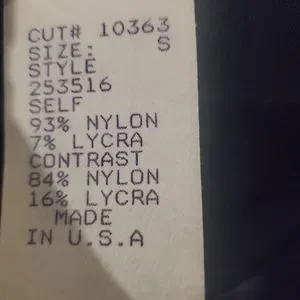 CUT# 10363
SIZE: S
STYLE
253516
SELF
93% NYLON
7% LYCRA
CONTRAST
84% NYLON
16% LYCRA
MADE
IN U.S.A